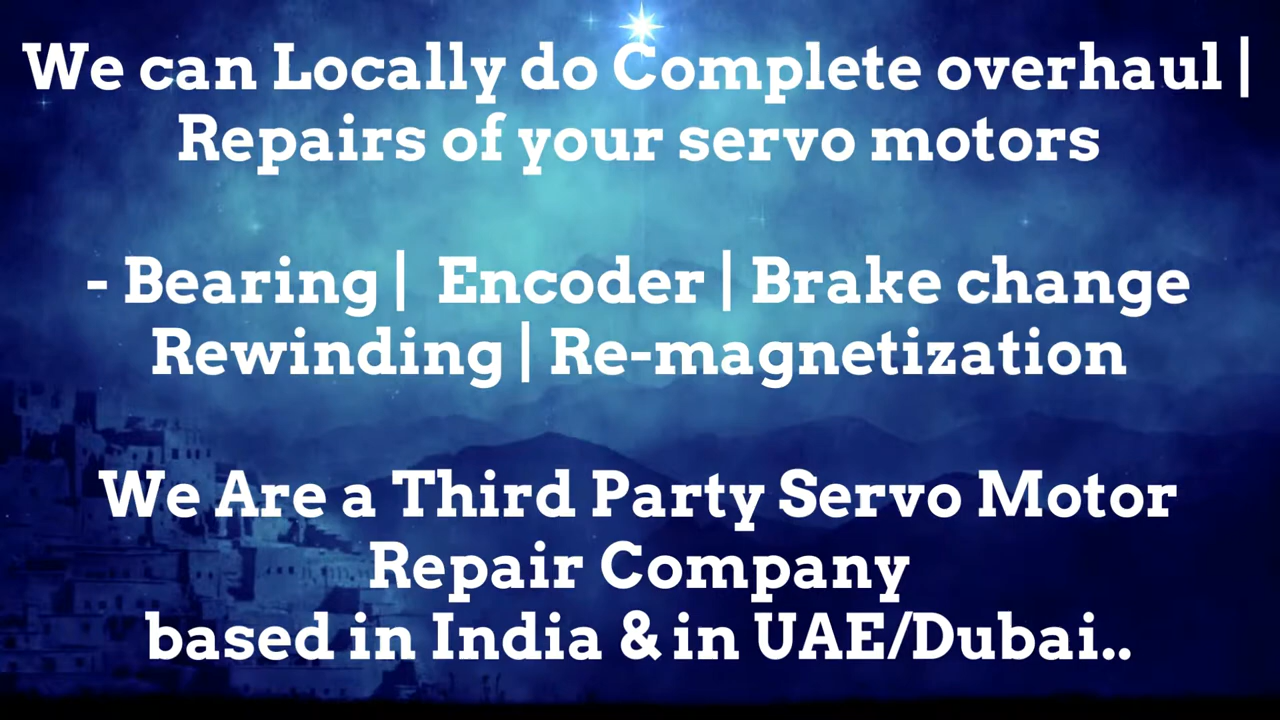 We can Locally do Complete overhaul |
Repairs of your servo motors
- Bearing | Encoder | Brake change
Rewinding | Re-magnetization
We Are a Third Party Servo Motor
Repair Company
based in India & in UAE/Dubai..